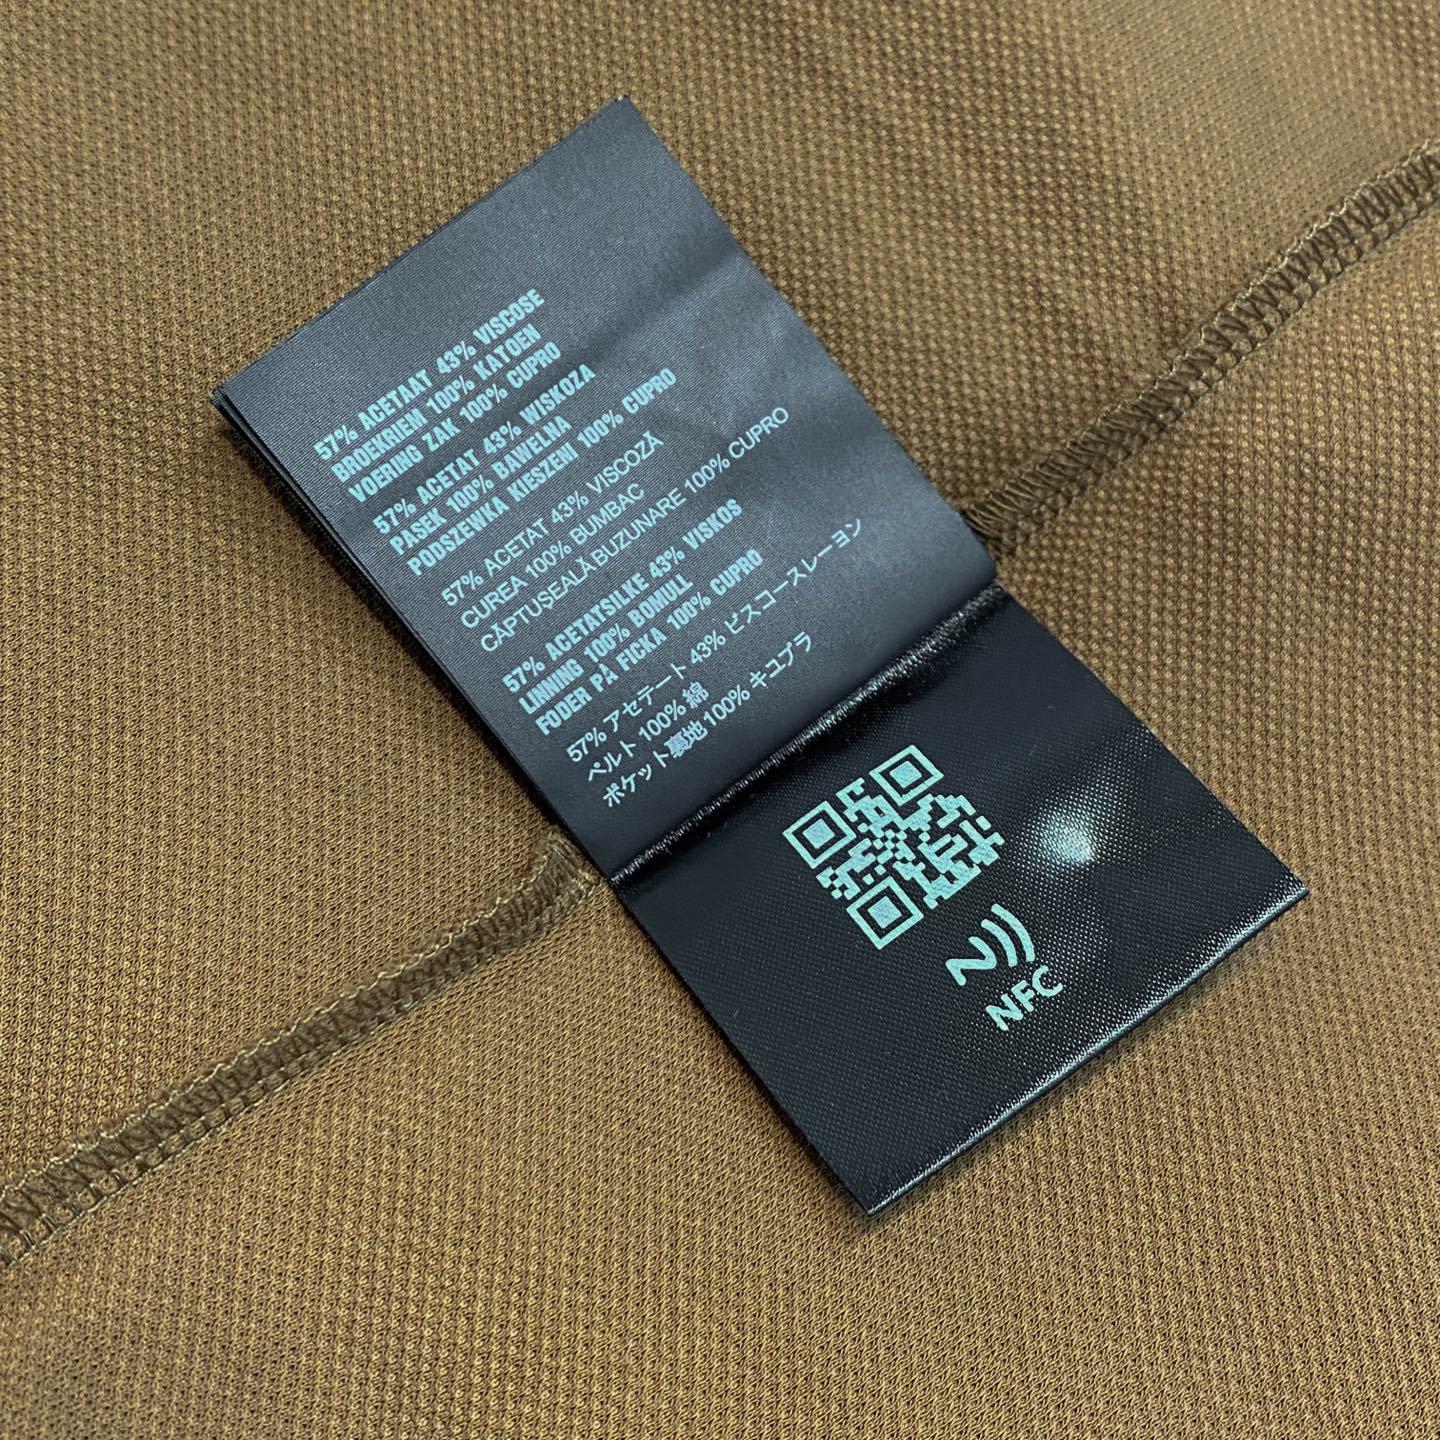 57% ACETAAT 43% VISCOSE
BROEKRIEM 100% KATOEN
VOERING ZAK 100% CUPRO
57% ACETAT 43% WISKOZA
PASEK 100% BAWEŁNA
PODSZEWKA KIESZENI 100% CUPRO
57% ACETAT 43% VISCOZĂ
CUREA 100% BUMBAC
CĂPTUȘEALĂ BUZUNARE 100% CUPRO
57% ACETATSILKE 43% VISKOS
LINNING 100% BOMULL
FODER PÅ FICKA 100% CUPRO
57% アセテート 43% ビスコースレーヨン
ベルト 100% 綿
ポケット裏地 100% キュプラ
NFC